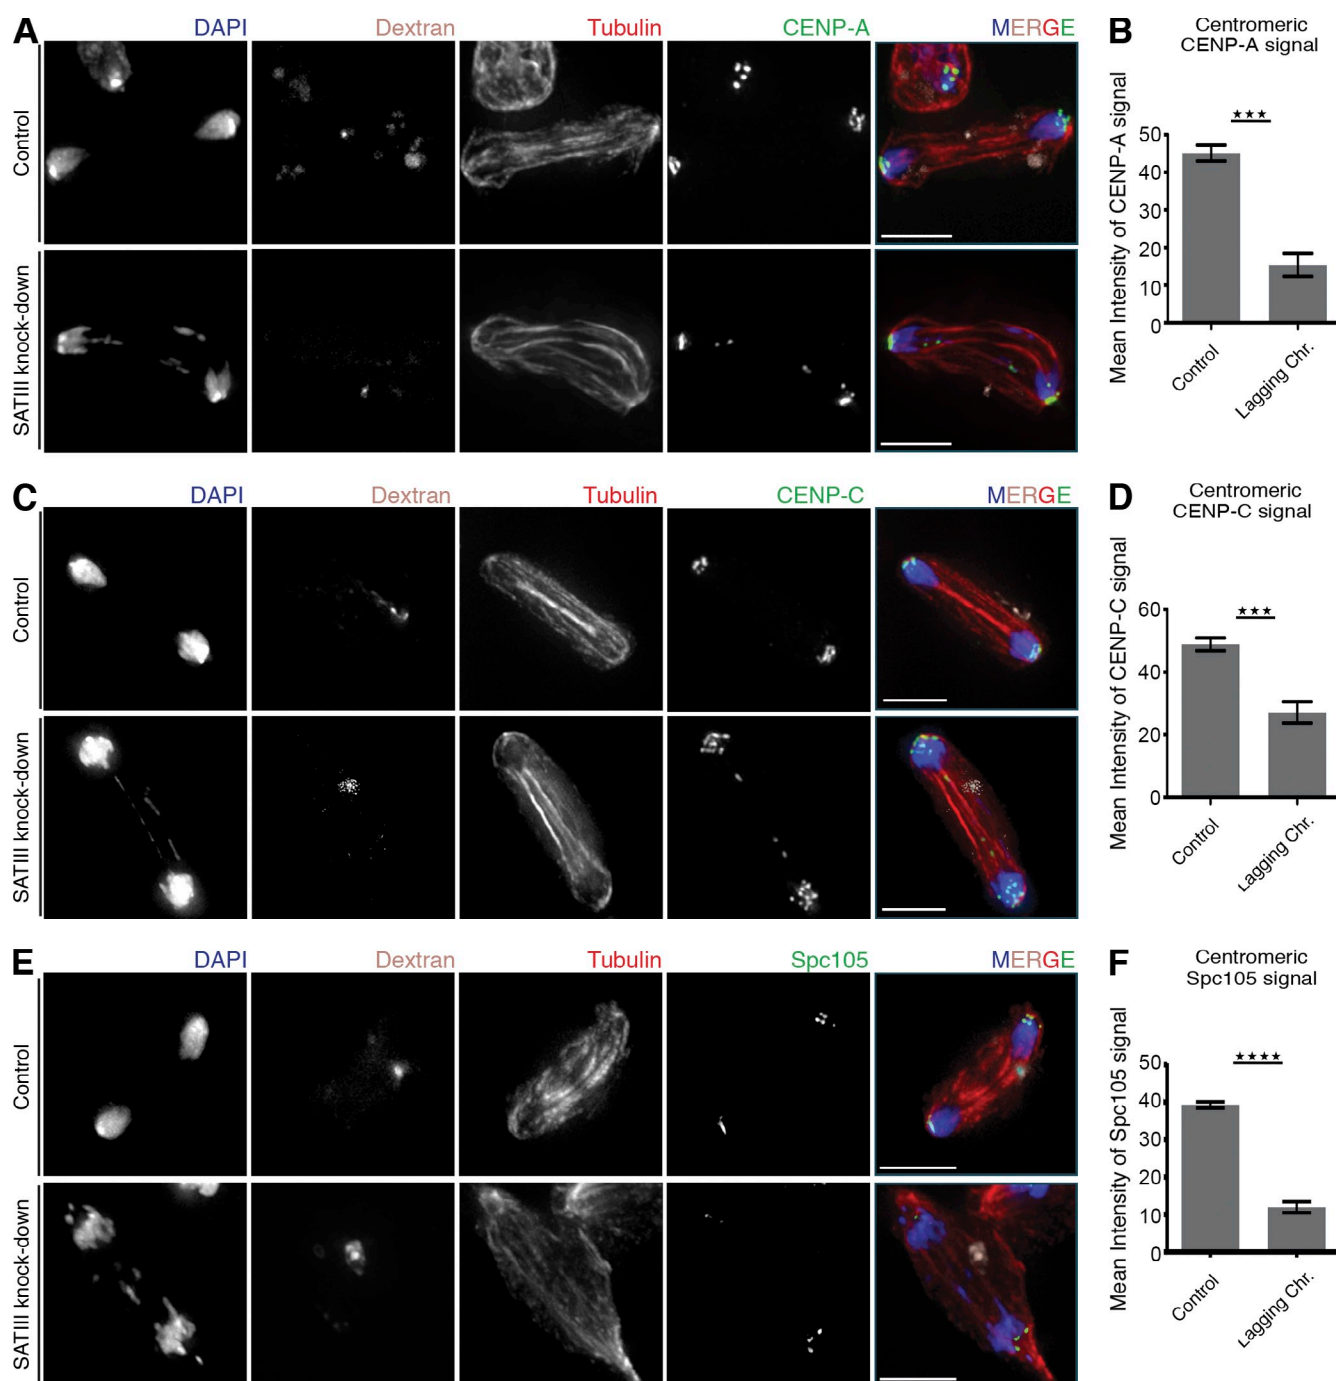 A
DAPI
Dextran
Tubulin
CENP-A
MERGE
Control
SATIII knock-down
B
Centromeric
CENP-A signal
Mean Intensity of CENP-A signal
50
40
30
20
10
0
★★★
Control
Lagging Chr.
C
DAPI
Dextran
Tubulin
CENP-C
MERGE
Control
SATIII knock-down
D
Centromeric
CENP-C signal
Mean Intensity of CENP-C signal
60
40
20
0
★★★
Control
Lagging Chr.
E
DAPI
Dextran
Tubulin
Spc105
MERGE
Control
SATIII knock-down
F
Centromeric
Spc105 signal
Mean Intensity of Spc105 signal
50
40
30
20
10
0
★★★★
Control
Lagging Chr.